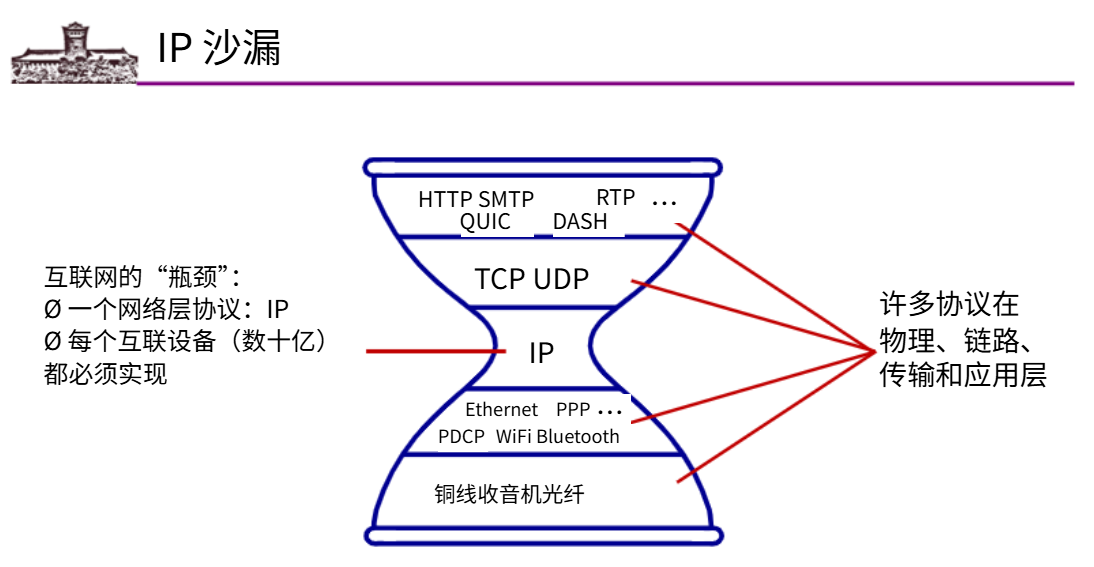 IP 沙漏
HTTP SMTP RTP …
QUIC DASH
TCP UDP
IP
Ethernet PPP …
PDCP WiFi Bluetooth
铜线收音机光纤
互联网的“瓶颈”：
Ø 一个网络层协议：IP
Ø 每个互联设备（数十亿）
都必须实现
许多协议在
物理、链路、
传输和应用层